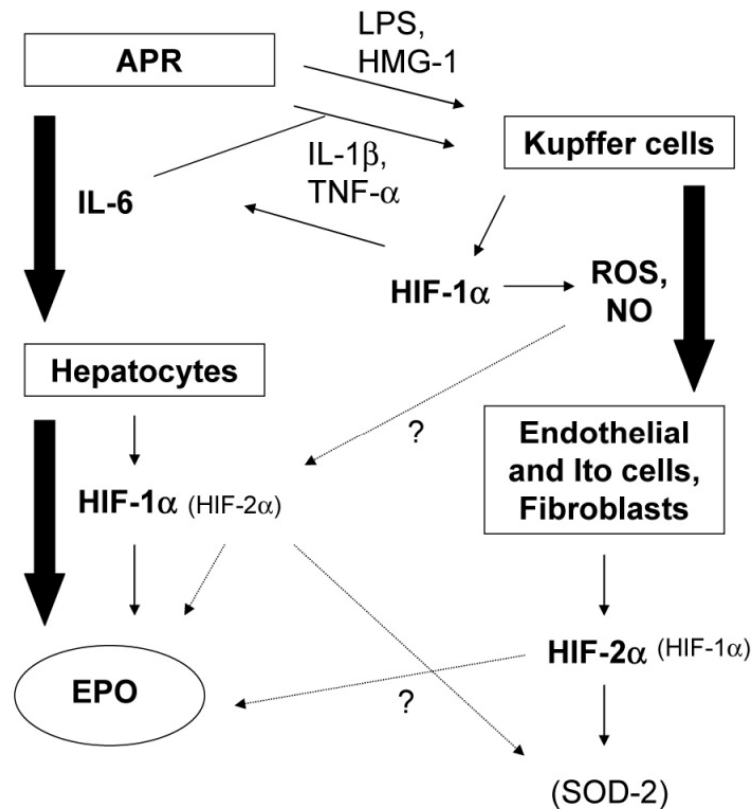 LPS,
HMG-1
APR
IL-1β,
TNF-α
Kupffer cells
IL-6
HIF-1α
ROS,
NO
Hepatocytes
?
Endothelial
and Ito cells,
Fibroblasts
HIF-1α (HIF-2α)
HIF-2α (HIF-1α)
EPO
?
(SOD-2)